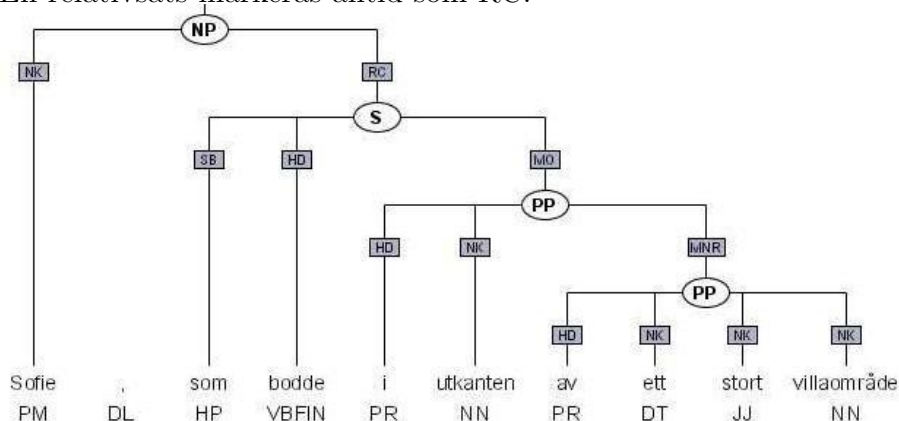 En relativsats markeras alltid som RC.
NP
NK RC
S
SB HD MO
PP
HD NK MNR
PP
HD NK NK NK
Sofie , som bodde i utkanten av ett stort villaområde
PM DL HP VBFIN PR NN PR DT JJ NN